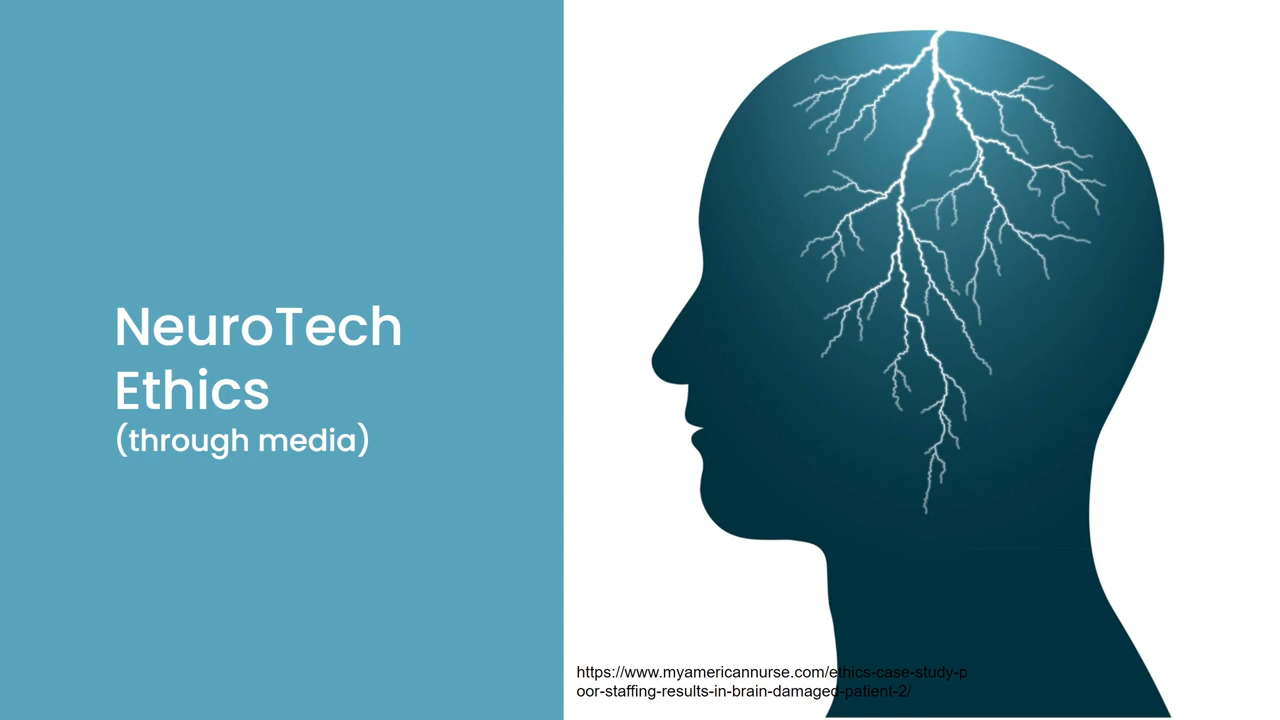 NeuroTech
Ethics
(through media)
https://www.myamericannurse.com/ethics-case-study-p
oor-staffing-results-in-brain-damaged-patient-2/